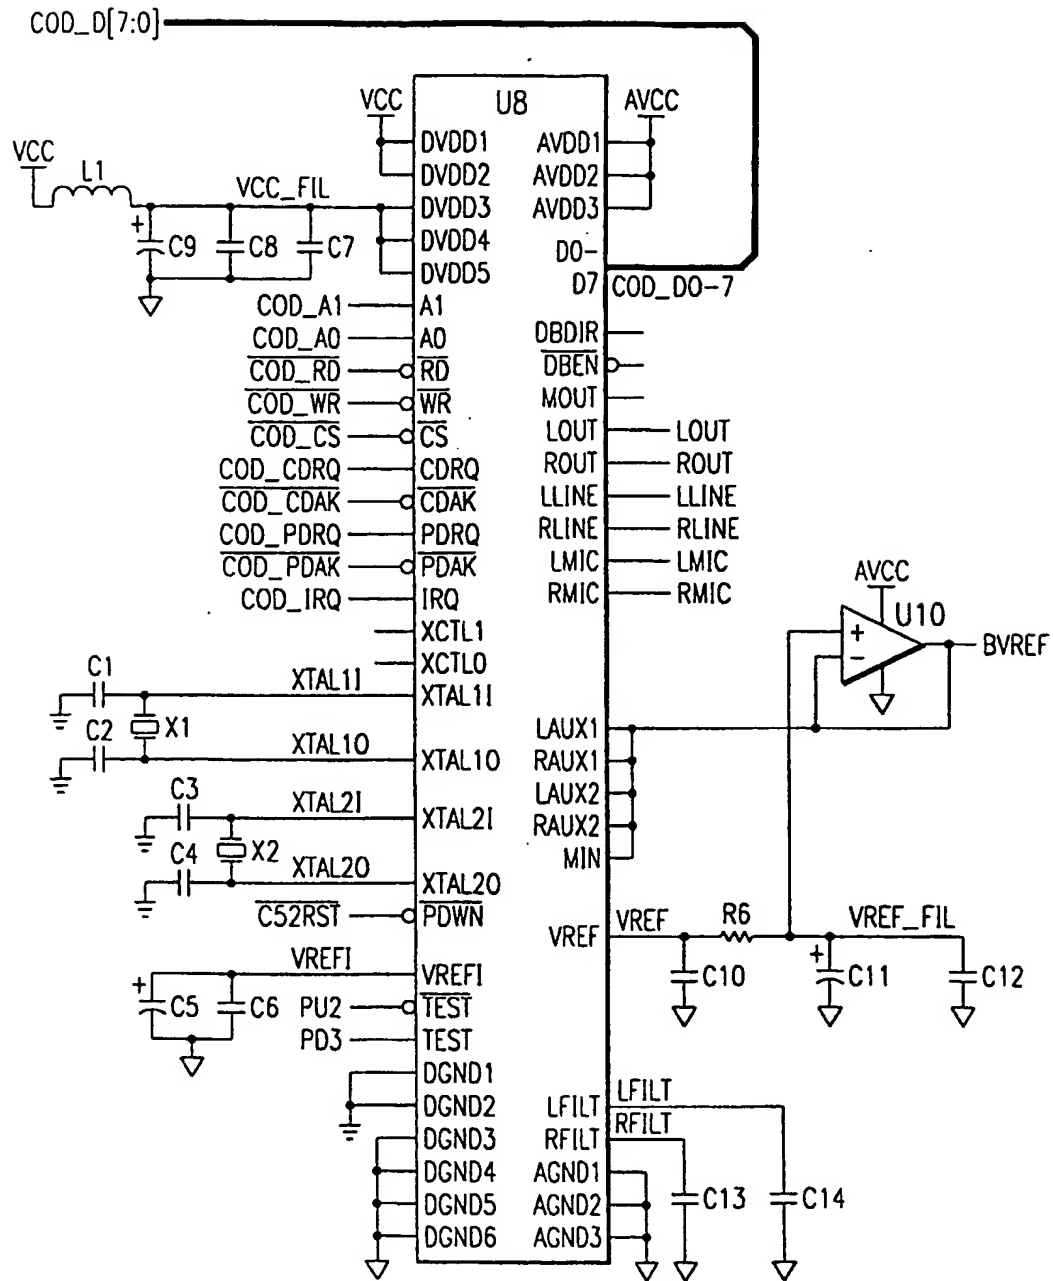 COD_D[7:0]
VCC U8 AVCC
DVDD1 AVDD1
VCC L1 DVDD2 AVDD2
VCC_FIL DVDD3 AVDD3
+ C9 C8 C7 DVDD4 D0-
DVDD5 D7 COD_D0-7
COD_A1 A1
COD_A0 A0 DBDIR
COD_RD RD DBEN
COD_WR WR MOUT
COD_CS CS LOUT LOUT
COD_CDRQ CDRQ ROUT ROUT
COD_CDAK CDAK LLINE LLINE
COD_PDRQ PDRQ RLINE RLINE
COD_PDAK PDAK LMIC LMIC
COD_IRQ IRQ RMIC RMIC
AVCC
U10
+
-
BVREF
XCTL1
XCTL0
C1 XTAL1I XTAL1I
X1
C2 XTAL1O XTAL1O
LAUX1
RAUX1
LAUX2
RAUX2
MIN
C3 XTAL2I XTAL2I
X2
C4 XTAL2O XTAL2O
C52RST PDWN
VREF VREF R6 VREF_FIL
C10 + C11 C12
VREFI VREFI
+ C5 C6
PU2 TEST
PD3 TEST
DGND1
DGND2 LFILT LFILT
DGND3 RFILT RFILT
DGND4 AGND1
DGND5 AGND2 C13 C14
DGND6 AGND3